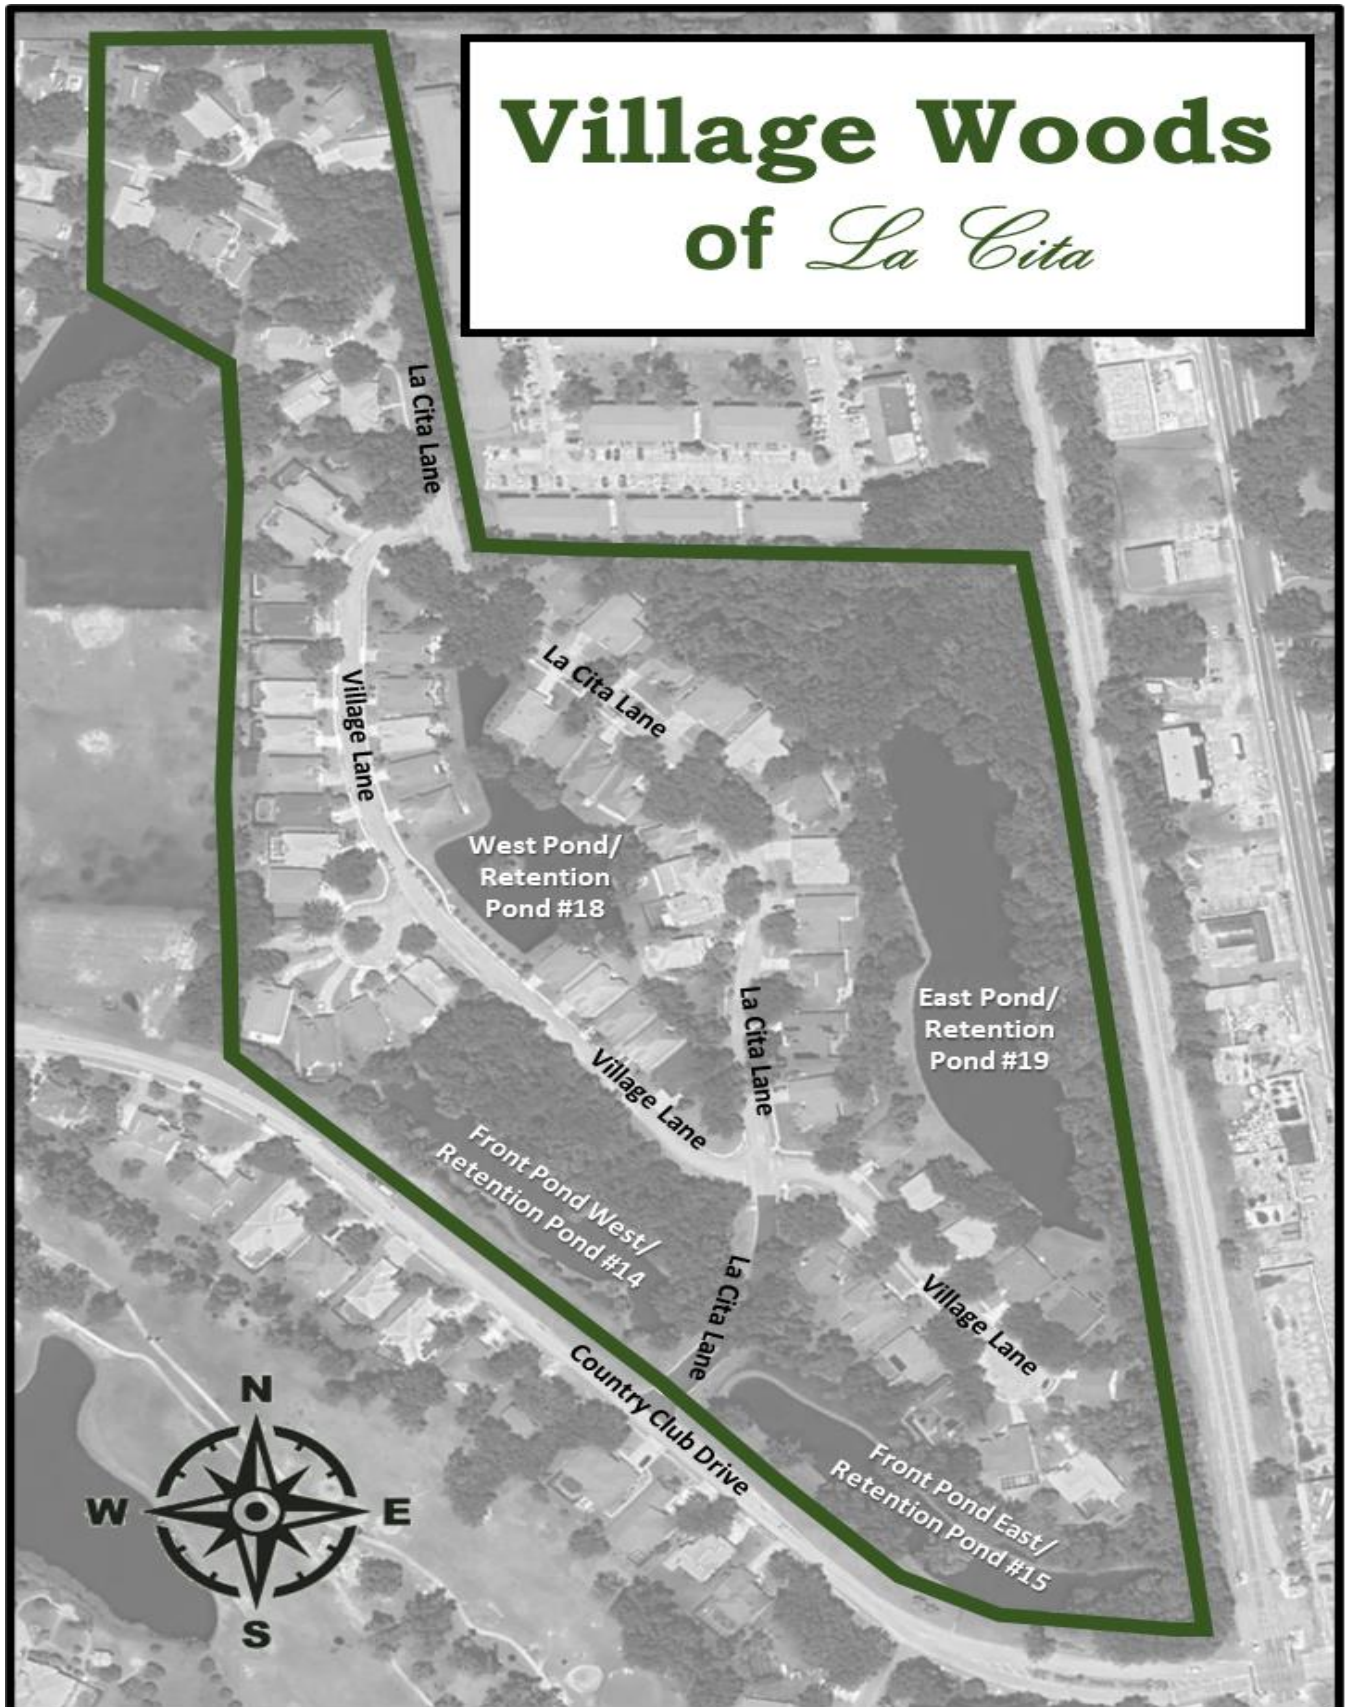 Village Woods
of La Cita
La Cita Lane
La Cita Lane
Village Lane
West Pond/
Retention
Pond #18
East Pond/
Retention
Pond #19
La Cita Lane
Village Lane
Front Pond West/
Retention Pond #14
La Cita Lane
Village Lane
Country Club Drive
Front Pond East/
Retention Pond #15
N
W E
S